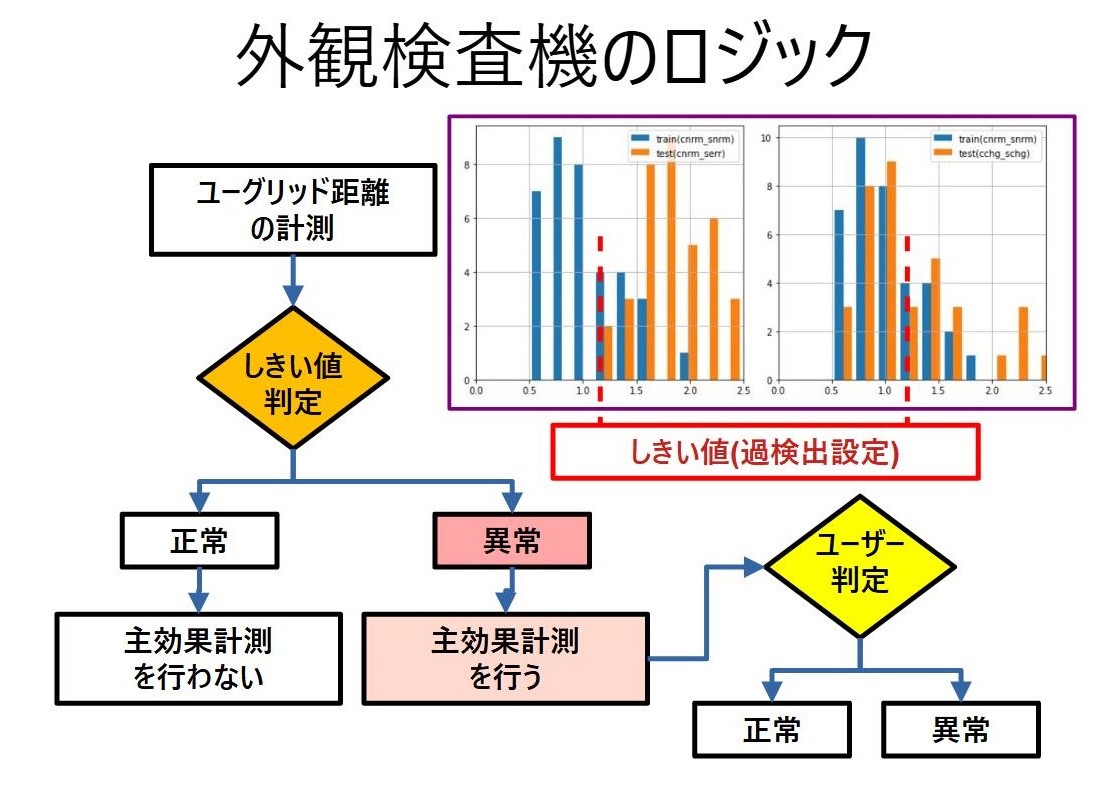 外観検査機のロジック
ユーグリッド距離
の計測
しきい値
判定
正常
異常
主効果計測
を行わない
主効果計測
を行う
train(cnrm_snrm)
test(cnrm_serr)
8
6
4
2
0
0.0 0.5 1.0 1.5 2.0 2.5
train(cnrm_snrm)
test(cchg_schg)
10
8
6
4
2
0
0.0 0.5 1.0 1.5 2.0 2.5
しきい値(過検出設定)
ユーザー
判定
正常
異常